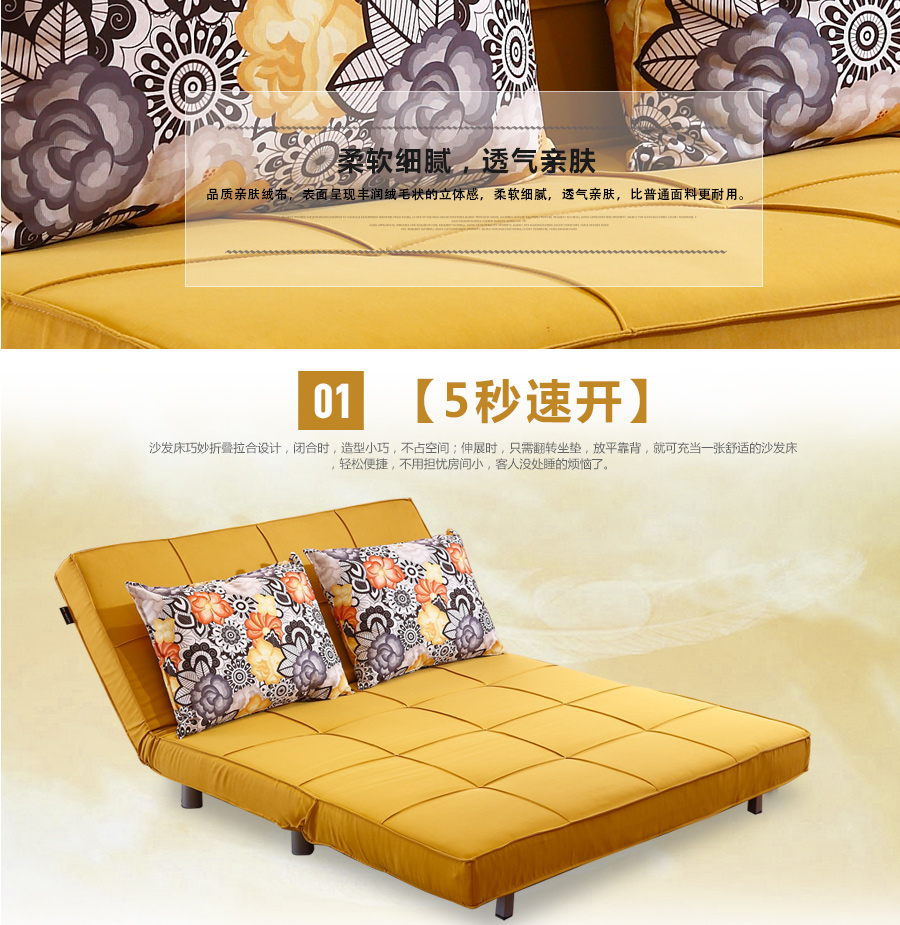 柔软细腻，透气亲肤
品质亲肤绒布，表面呈现丰润绒毛状的立体感，柔软细腻，透气亲肤，比普通面料更耐用。
01 【5秒速开】
沙发床巧妙折叠拉合设计，闭合时，造型小巧，不占空间；伸展时，只需翻转坐垫，放平靠背，就可充当一张舒适的沙发床
，轻松便捷，不用担忧房间小，客人没处睡的烦恼了。